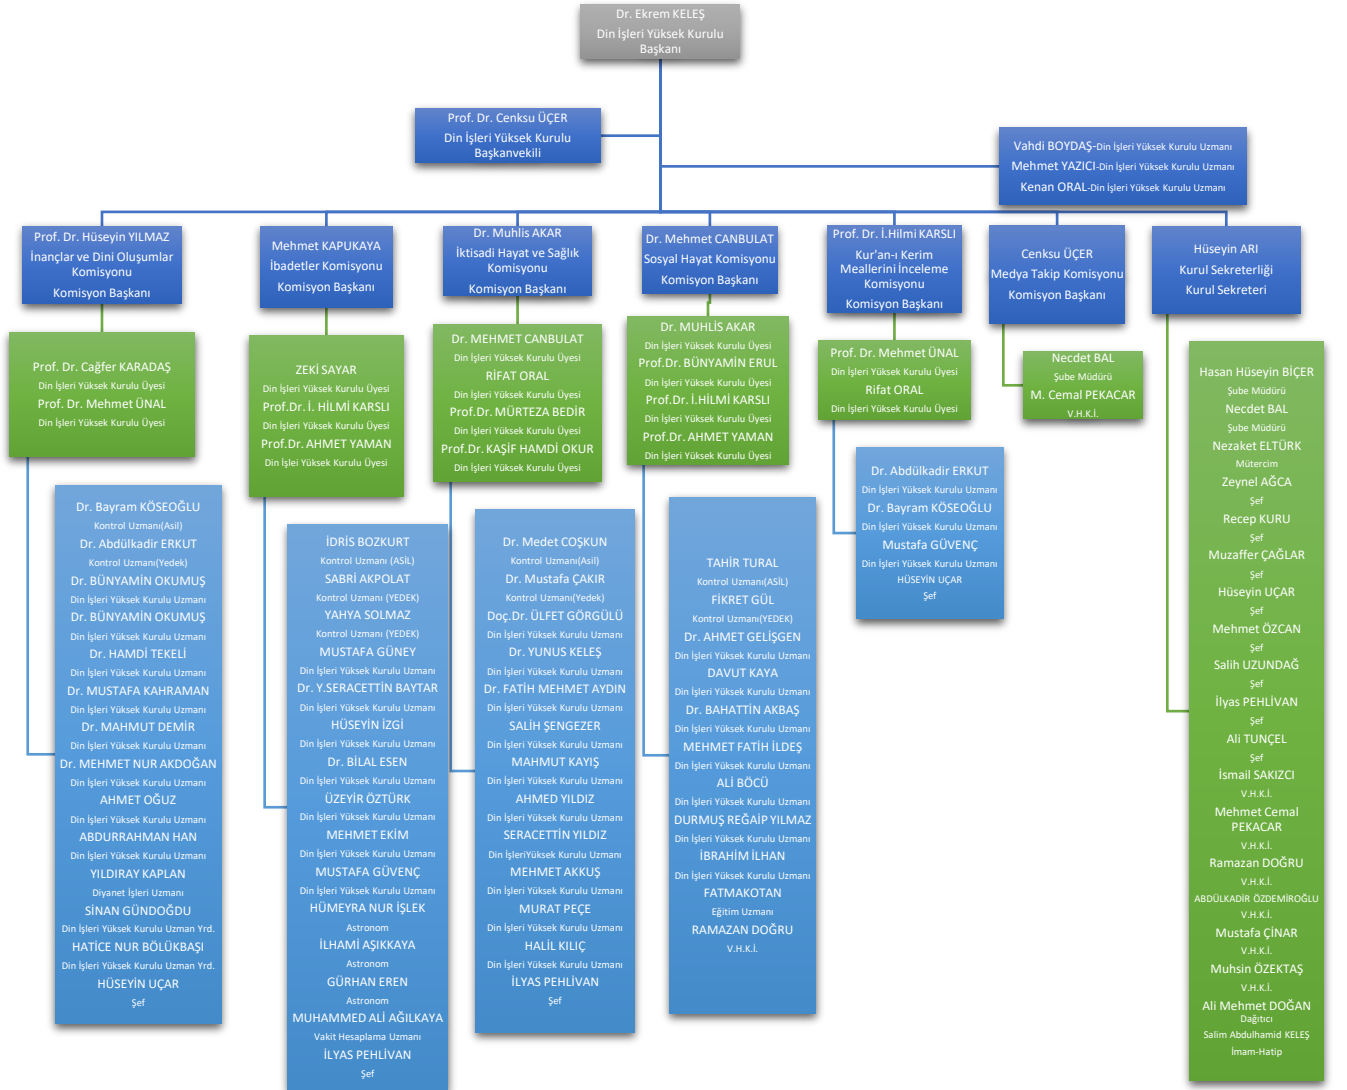 Dr. Ekrem KELEŞ
Din İşleri Yüksek Kurulu
Başkanı
Prof. Dr. Cenksu ÜÇER
Din İşleri Yüksek Kurulu
Başkanvekili
Vahdi BOYDAŞ-Din İşleri Yüksek Kurulu Uzmanı
Mehmet YAZICI-Din İşleri Yüksek Kurulu Uzmanı
Kenan ORAL-Din İşleri Yüksek Kurulu Uzmanı
Prof. Dr. Hüseyin YILMAZ
İnançlar ve Dini Oluşumlar
Komisyonu
Komisyon Başkanı
Mehmet KAPUKAYA
İbadetler Komisyonu
Komisyon Başkanı
Dr. Muhlis AKAR
İktisadi Hayat ve Sağlık
Komisyonu
Komisyon Başkanı
Dr. Mehmet CANBULAT
Sosyal Hayat Komisyonu
Komisyon Başkanı
Prof. Dr. İ.Hilmi KARSLI
Kur'an-ı Kerim
Meallerini İnceleme
Komisyonu
Komisyon Başkanı
Cenksu ÜÇER
Medya Takip Komisyonu
Komisyon Başkanı
Hüseyin ARI
Kurul Sekreterliği
Kurul Sekreteri
Prof. Dr. Cağfer KARADAŞ
Din İşleri Yüksek Kurulu Üyesi
Prof. Dr. Mehmet ÜNAL
Din İşleri Yüksek Kurulu Üyesi
ZEKİ SAYAR
Din İşleri Yüksek Kurulu Üyesi
Prof.Dr. İ. HİLMİ KARSLI
Din İşleri Yüksek Kurulu Üyesi
Prof.Dr. AHMET YAMAN
Din İşlei Yüksek Kurulu Üyesi
Dr. MEHMET CANBULAT
Din İşleri Yüksek Kurulu Üyesi
RİFAT ORAL
Din İşleri Yüksek Kurulu Üyesi
Prof.Dr. MÜRTEZA BEDİR
Din İşleri Yüksek Kurulu Üyesi
Prof.Dr. KAŞİF HAMDİ OKUR
Din İşleri Yüksek Kurulu Üyesi
Dr. MUHLİS AKAR
Din İşleri Yüksek Kurulu Üyesi
Prof.Dr. BÜNYAMİN ERUL
Din İşleri Yüksek Kurulu Üyesi
Prof.Dr. İ.HİLMİ KARSLI
Din İşleri Yüksek Kurulu Üyesi
Prof.Dr. AHMET YAMAN
Din İşleri Yüksek Kurulu Üyesi
Prof. Dr. Mehmet ÜNAL
Din İşleri Yüksek Kurulu Üyesi
Rifat ORAL
Din İşleri Yüksek Kurulu Üyesi
Necdet BAL
Şube Müdürü
M. Cemal PEKACAR
V.H.K.İ.
Hasan Hüseyin BİÇER
Şube Müdürü
Necdet BAL
Şube Müdürü
Nezaket ELTÜRK
Mütercim
Zeynel AĞCA
Şef
Recep KURU
Şef
Muzaffer ÇAĞLAR
Şef
Hüseyin UÇAR
Şef
Mehmet ÖZCAN
Şef
Salih UZUNDAĞ
Şef
İlyas PEHLİVAN
Şef
Ali TUNÇEL
Şef
İsmail SAKIZCI
V.H.K.İ.
Mehmet Cemal
PEKACAR
V.H.K.İ.
Ramazan DOĞRU
V.H.K.İ.
ABDÜLKADİR ÖZDEMİROĞLU
V.H.K.İ.
Mustafa ÇİNAR
V.H.K.İ.
Muhsin ÖZEKTAŞ
V.H.K.İ.
Ali Mehmet DOĞAN
Dağıtıcı
Salim Abdulhamid KELEŞ
İmam-Hatip
Dr. Bayram KÖSEOĞLU
Kontrol Uzmanı(Asil)
Dr. Abdülkadir ERKUT
Kontrol Uzmanı(Yedek)
Dr. BÜNYAMİN OKUMUŞ
Din İşleri Yüksek Kurulu Uzmanı
Dr. BÜNYAMİN OKUMUŞ
Din İşleri Yüksek Kurulu Uzmanı
Dr. HAMDİ TEKELİ
Din İşleri Yüksek Kurulu Uzmanı
Dr. MUSTAFA KAHRAMAN
Din İşleri Yüksek Kurulu Uzmanı
Dr. MAHMUT DEMİR
Din İşleri Yüksek Kurulu Uzmanı
Dr. MEHMET NUR AKDOĞAN
Din İşleri Yüksek Kurulu Uzmanı
AHMET OĞUZ
Din İşleri Yüksek Kurulu Uzmanı
ABDURRAHMAN HAN
Din İşleri Yüksek Kurulu Uzmanı
YILDIRAY KAPLAN
Diyanet İşleri Uzmanı
SİNAN GÜNDOĞDU
Din İşleri Yüksek Kurulu Uzman Yrd.
HATİCE NUR BÖLÜKBAŞI
Din İşleri Yüksek Kurulu Uzman Yrd.
HÜSEYİN UÇAR
Şef
İDRİS BOZKURT
Kontrol Uzmanı (ASİL)
SABRİ AKPOLAT
Kontrol Uzmanı (YEDEK)
YAHYA SOLMAZ
Kontrol Uzmanı (YEDEK)
MUSTAFA GÜNEY
Din İşleri Yüksek Kurulu Uzmanı
Dr. Y.SERACETTİN BAYTAR
Din İşleri Yüksek Kurulu Uzmanı
HÜSEYİN İZGİ
Din İşleri Yüksek Kurulu Uzmanı
Dr. BİLAL ESEN
Din İşleri Yüksek Kurulu Uzmanı
ÜZEYİR ÖZTÜRK
Din İşleri Yüksek Kurulu Uzmanı
MEHMET EKİM
Din İşleri Yüksek Kurulu Uzmanı
MUSTAFA GÜVENÇ
Din İşleri Yüksek Kurulu Uzmanı
HÜMEYRA NUR İŞLEK
Astronom
İLHAMİ AŞIKKAYA
Astronom
GÜRHAN EREN
Astronom
MUHAMMED ALİ AĞILKAYA
Vakit Hesaplama Uzmanı
İLYAS PEHLİVAN
Şef
Dr. Medet COŞKUN
Kontrol Uzmanı(Asil)
Dr. Mustafa ÇAKIR
Kontrol Uzmanı(Yedek)
Doç.Dr. ÜLFET GÖRGÜLÜ
Din İşleri Yüksek Kurulu Uzmanı
Dr. YUNUS KELEŞ
Din İşleri Yüksek Kurulu Uzmanı
Dr. FATİH MEHMET AYDIN
Din İşleri Yüksek Kurulu Uzmanı
SALİH ŞENGEZER
Din İşleri Yüksek Kurulu Uzmanı
MAHMUT KAYIŞ
Din İşleri Yüksek Kurulu Uzmanı
AHMED YILDIZ
Din İşleri Yüksek Kurulu Uzmanı
SERACETTİN YILDIZ
Din İşleriYüksek Kurulu Uzmanı
MEHMET AKKUŞ
Din İşleri Yüksek Kurulu Uzmanı
MURAT PEÇE
Din İşleri Yüksek Kurulu Uzmanı
HALİL KILIÇ
Din İşleri Yüksek Kurulu Uzmanı
İLYAS PEHLİVAN
Şef
TAHİR TURAL
Kontrol Uzmanı(ASİL)
FİKRET GÜL
Kontrol Uzmanı(YEDEK)
Dr. AHMET GELİŞGEN
Din İşleri Yüksek Kurulu Uzmanı
DAVUT KAYA
Din İşleri Yüksek Kurulu Uzmanı
Dr. BAHATTİN AKBAŞ
Din İşleri Yüksek Kurulu Uzmanı
MEHMET FATİH İLDEŞ
Din İşleri Yüksek Kurulu Uzmanı
ALİ BÖCÜ
Din İşleri Yüksek Kurulu Uzmanı
DURMUŞ REĞAİP YILMAZ
Din İşleri Yüksek Kurulu Uzmanı
İBRAHİM İLHAN
Din İşleri Yüksek Kurulu Uzmanı
FATMAKOTAN
Eğitim Uzmanı
RAMAZAN DOĞRU
V.H.K.İ.
Dr. Abdülkadir ERKUT
Din İşleri Yüksek Kurulu Uzmanı
Dr. Bayram KÖSEOĞLU
Din İşleri Yüksek Kurulu Uzmanı
Mustafa GÜVENÇ
Din İşleri Yüksek Kurulu Uzmanı
HÜSEYİN UÇAR
Şef